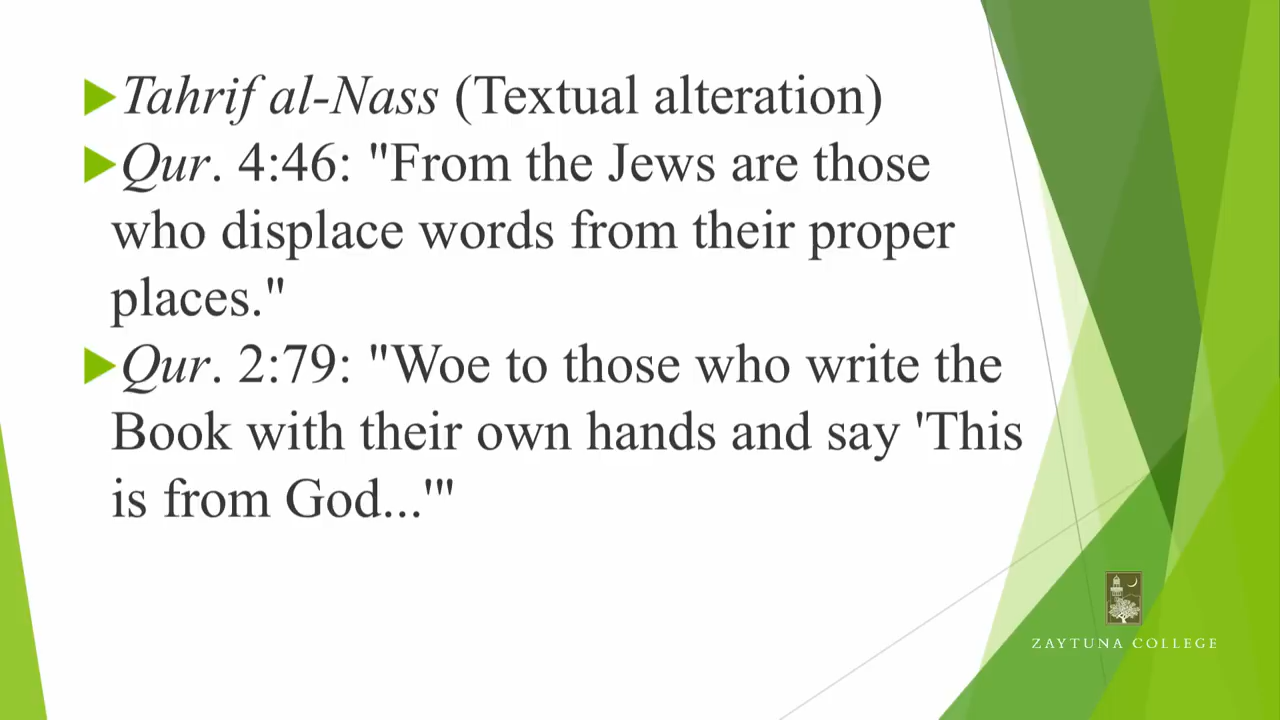 Tahrif al-Nass (Textual alteration)
Qur. 4:46: "From the Jews are those
who displace words from their proper
places."
Qur. 2:79: "Woe to those who write the
Book with their own hands and say 'This
is from God...'"
ZAYTUNA COLLEGE